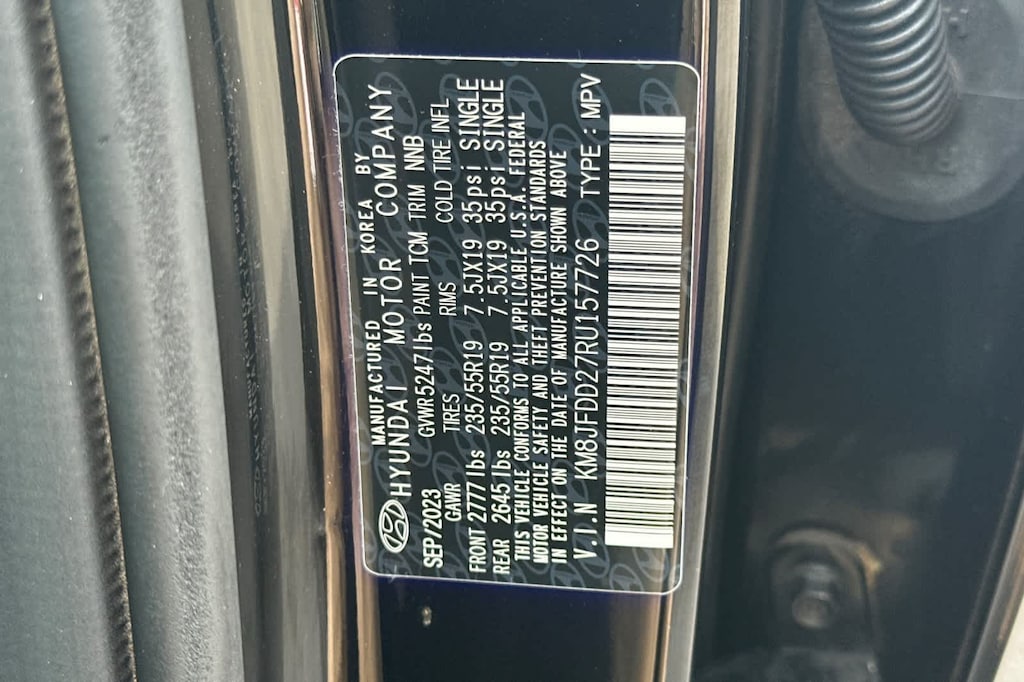 MANUFACTURED IN KOREA BY
HYUNDAI MOTOR COMPANY
SEP/2023 GVWR5247lbs PAINT TCM TRIM NNB
GAWR TIRES RIMS COLD TIRE INFL
FRONT 2777lbs 235/55R19 7.5JX19 35psi SINGLE
REAR 2645lbs 235/55R19 7.5JX19 35psi SINGLE
THIS VEHICLE CONFORMS TO ALL APPLICABLE U.S.A. FEDERAL
MOTOR VEHICLE SAFETY AND THEFT PREVENTION STANDARDS
IN EFFECT ON THE DATE OF MANUFACTURE SHOWN ABOVE
V.I.N KM8JFDD27RU157726 TYPE : MPV